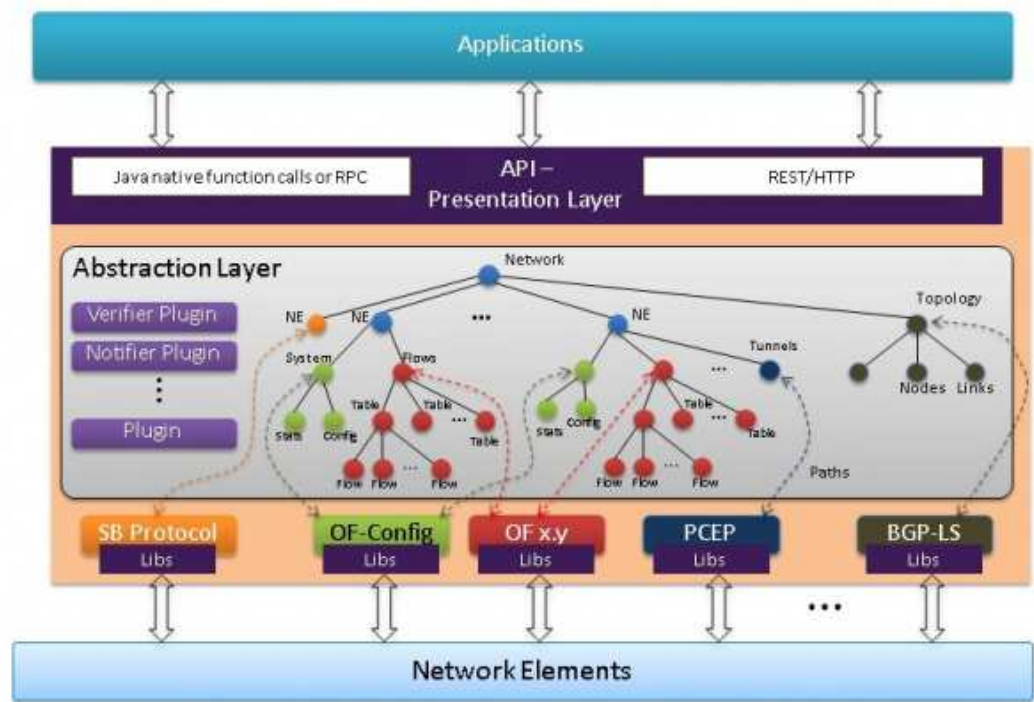 Applications
Java native function calls or RPC
API –
Presentation Layer
REST/HTTP
Abstraction Layer
Network
Verifier Plugin
NE
NE
...
NE
Topology
Notifier Plugin
System
Flows
...
Tunnels
Nodes
Links
Plugin
Table
Table
...
Table
Stats
Config
Stats
Config
Table
Table
...
Table
Flow
Flow
...
Flow
Flow
Flow
...
Flow
Paths
SB Protocol
Libs
OF-Config
Libs
OF x.y
Libs
PCEP
Libs
BGP-LS
Libs
...
Network Elements